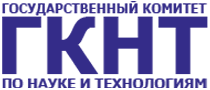 ГОСУДАРСТВЕННЫЙ КОМИТЕТ
ГКНТ
ПО НАУКЕ И ТЕХНОЛОГИЯМ